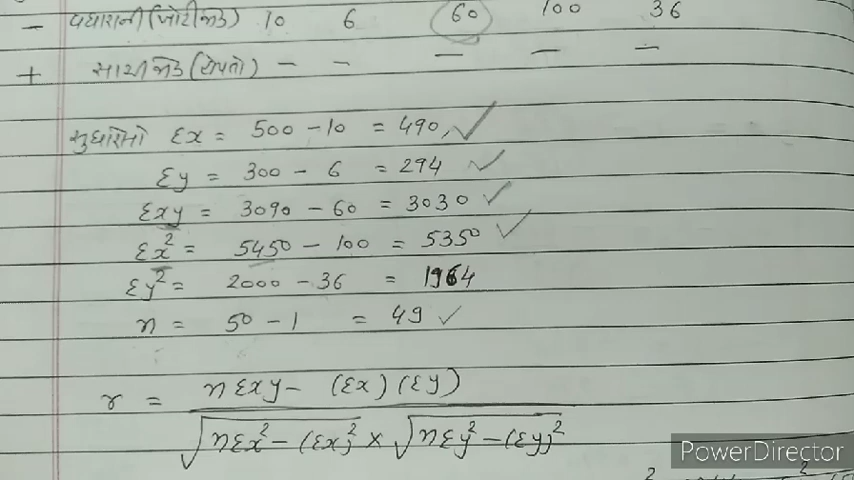 - વધારાની (ખોટી જોડ) 10 6 60 100 36
+ સાચી જોડ (છેપતો) - - - - -
સુધારેલો Σx = 500 - 10 = 490, ✓
Σy = 300 - 6 = 294 ✓
Σxy = 3090 - 60 = 3030 ✓
Σx² = 5450 - 100 = 5350 ✓
Σy² = 2000 - 36 = 1964
n = 50 - 1 = 49 ✓
r = nΣxy - (Σx)(Σy)
√nΣx² - (Σx)² × √nΣy² - (Σy)²
PowerDirector